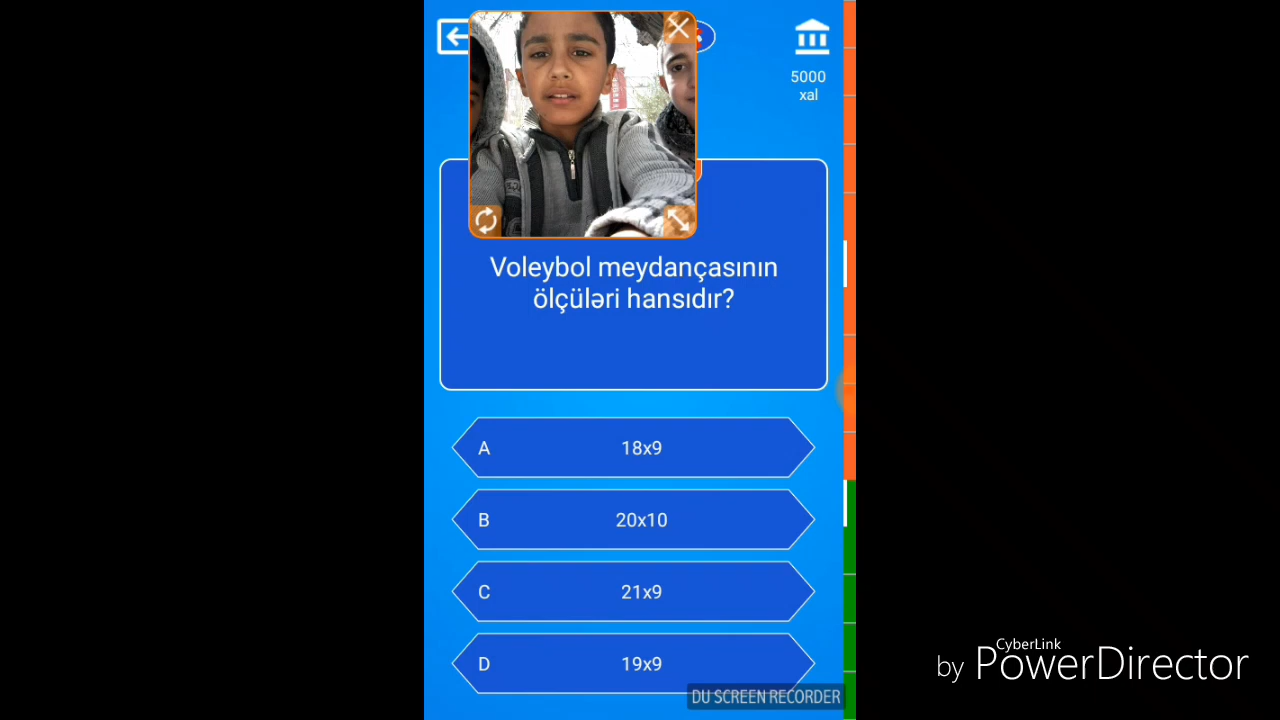 5000
xal
Voleybol meydançasının
ölçüləri hansıdır?
A 18x9
B 20x10
C 21x9
D 19x9
DU SCREEN RECORDER
CyberLink
by PowerDirector